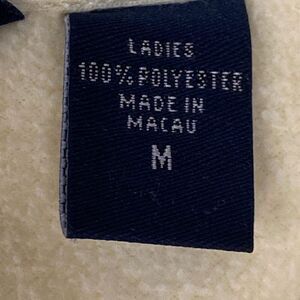 LADIES
100% POLYESTER
MADE IN
MACAU
M